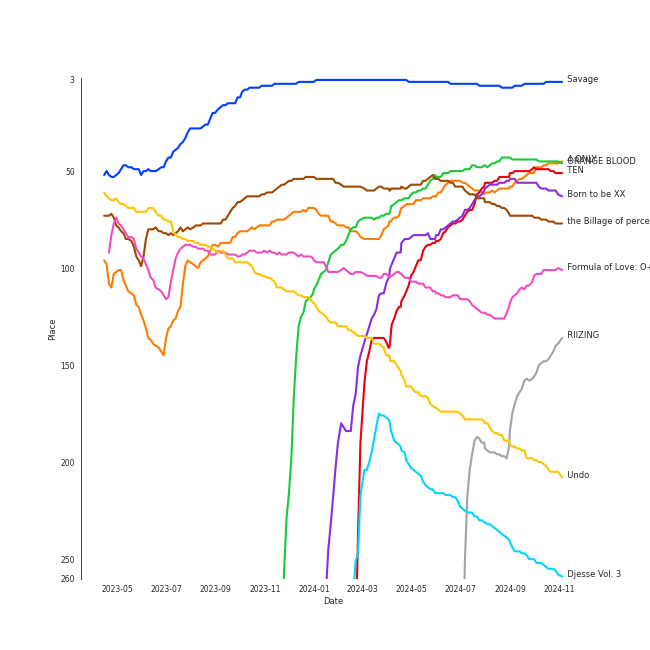 3
50
100
150
200
250
260
Place
2023-05
2023-07
2023-09
2023-11
2024-01
2024-03
2024-05
2024-07
2024-09
2024-11
Date
Savage
ORANGE BLOOD
TEN
Born to be XX
the Billage of perce
Formula of Love: O+
RIIZING
Undo
Djesse Vol. 3